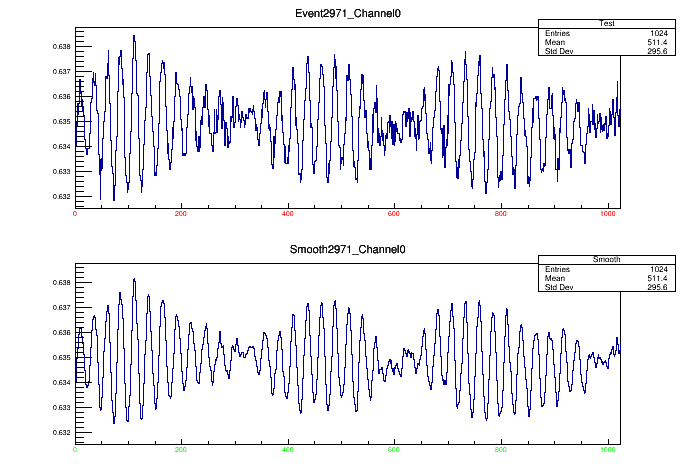 Event2971_Channel0
Test
Entries 1024
Mean 511.4
Std Dev 295.6
0.638
0.637
0.636
0.635
0.634
0.633
0.632
0 200 400 600 800 1000
Smooth2971_Channel0
Smooth
Entries 1024
Mean 511.4
Std Dev 295.6
0.638
0.637
0.636
0.635
0.634
0.633
0.632
0 200 400 600 800 1000